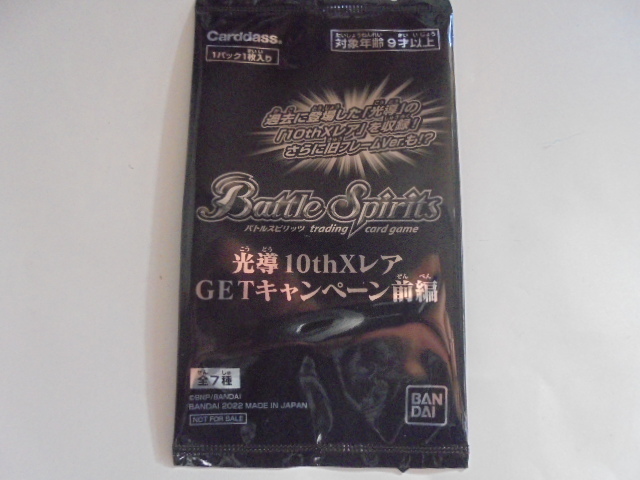 Carddass®
1パック1枚入り
対象年齢 9才以上
過去に登場した「光導」の
「10thXレア」を収録!
さらに旧フレームVer.も!?
Battle Spirits
バトルスピリッツ trading card game
光導10thXレア
GETキャンペーン前編
全7種
©BNP/BANDAI
BANDAI 2022 MADE IN JAPAN
NOT FOR SALE
BAN
DAI